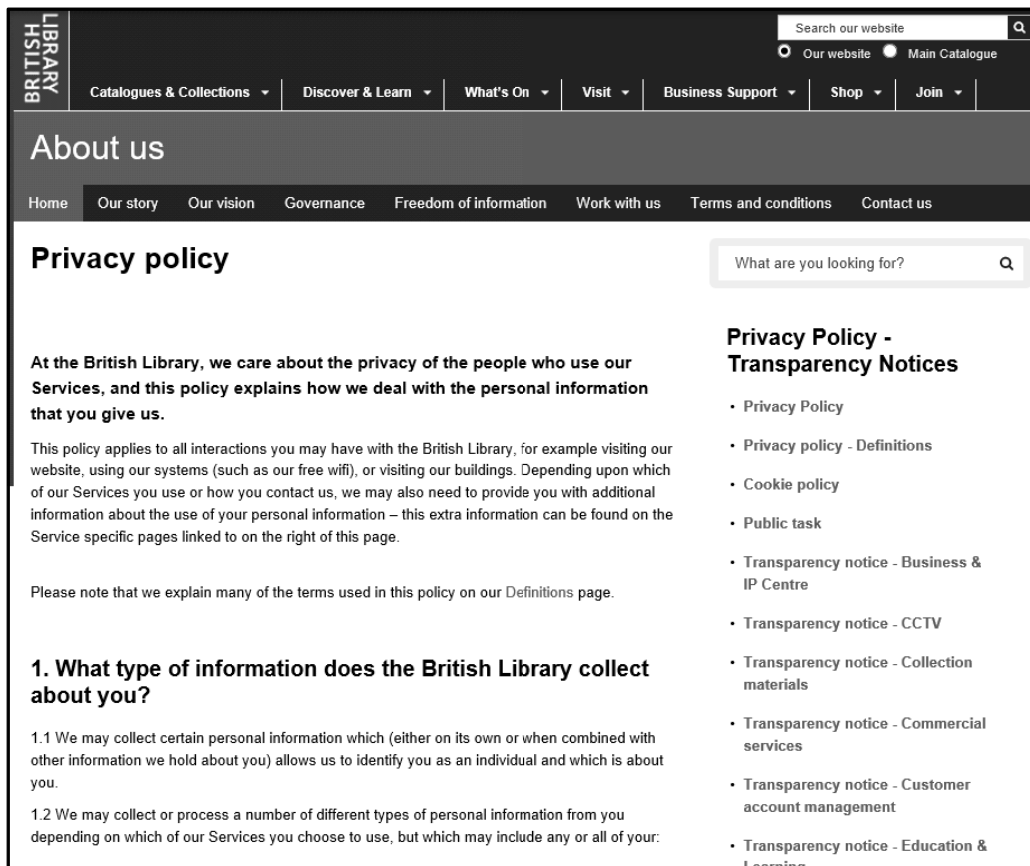 BRITISH
LIBRARY
Search our website
Our website Main Catalogue
Catalogues & Collections Discover & Learn What's On Visit Business Support Shop Join
About us
Home Our story Our vision Governance Freedom of information Work with us Terms and conditions Contact us
Privacy policy
At the British Library, we care about the privacy of the people who use our
Services, and this policy explains how we deal with the personal information
that you give us.
This policy applies to all interactions you may have with the British Library, for example visiting our
website, using our systems (such as our free wifi), or visiting our buildings. Depending upon which
of our Services you use or how you contact us, we may also need to provide you with additional
information about the use of your personal information – this extra information can be found on the
Service specific pages linked to on the right of this page.
Please note that we explain many of the terms used in this policy on our Definitions page.
1. What type of information does the British Library collect
about you?
1.1 We may collect certain personal information which (either on its own or when combined with
other information we hold about you) allows us to identify you as an individual and which is about
you.
1.2 We may collect or process a number of different types of personal information from you
depending on which of our Services you choose to use, but which may include any or all of your:
What are you looking for?
Privacy Policy -
Transparency Notices
• Privacy Policy
• Privacy policy - Definitions
• Cookie policy
• Public task
• Transparency notice - Business &
IP Centre
• Transparency notice - CCTV
• Transparency notice - Collection
materials
• Transparency notice - Commercial
services
• Transparency notice - Customer
account management
• Transparency notice - Education &